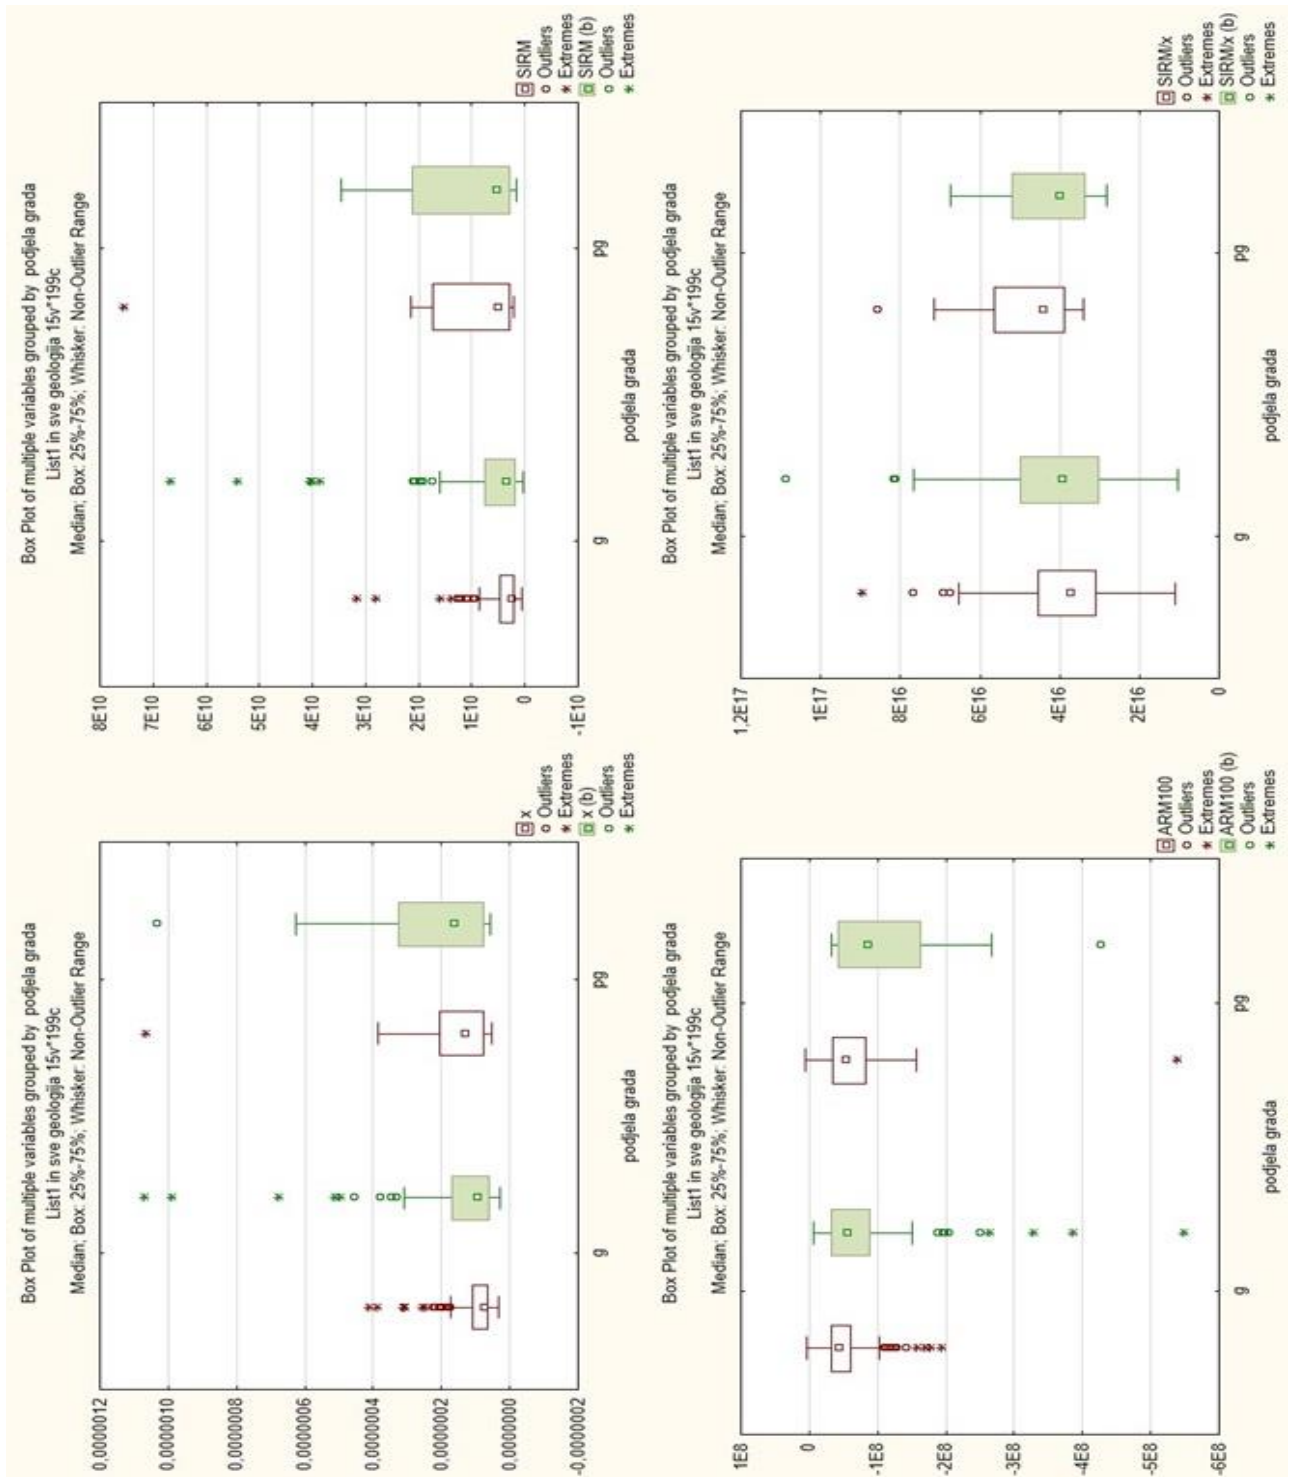 Box Plot of multiple variables grouped by podjela grada
List1 in sve geologija 15v*199c
Median; Box: 25%-75%; Whisker: Non-Outlier Range
0,0000012
0,0000010
0,0000008
0,0000006
0,0000004
0,0000002
0,0000000
-0,0000002
g
pg
podjela grada
x
Outliers
Extremes
x (b)
Outliers
Extremes
Box Plot of multiple variables grouped by podjela grada
List1 in sve geologija 15v*199c
Median; Box: 25%-75%; Whisker: Non-Outlier Range
8E10
7E10
6E10
5E10
4E10
3E10
2E10
1E10
0
-1E10
g
pg
podjela grada
SIRM
Outliers
Extremes
SIRM (b)
Outliers
Extremes
Box Plot of multiple variables grouped by podjela grada
List1 in sve geologija 15v*199c
Median; Box: 25%-75%; Whisker: Non-Outlier Range
1E8
0
-1E8
-2E8
-3E8
-4E8
-5E8
-6E8
g
pg
podjela grada
ARM100
Outliers
Extremes
ARM100 (b)
Outliers
Extremes
Box Plot of multiple variables grouped by podjela grada
List1 in sve geologija 15v*199c
Median; Box: 25%-75%; Whisker: Non-Outlier Range
1,2E17
1E17
8E16
6E16
4E16
2E16
0
g
pg
podjela grada
SIRM/x
Outliers
Extremes
SIRM/x (b)
Outliers
Extremes